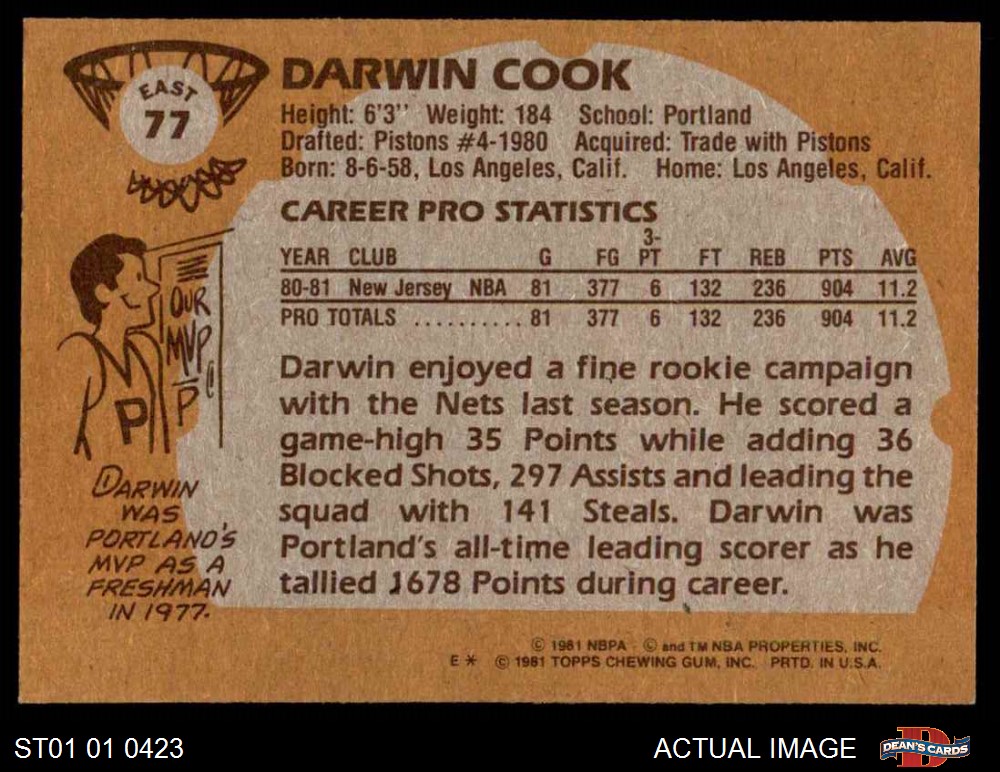 EAST
77
DARWIN COOK
Height: 6'3" Weight: 184 School: Portland
Drafted: Pistons #4-1980 Acquired: Trade with Pistons
Born: 8-6-58, Los Angeles, Calif. Home: Los Angeles, Calif.
CAREER PRO STATISTICS
YEAR CLUB G FG 3-PT FT REB PTS AVG
80-81 New Jersey NBA 81 377 6 132 236 904 11.2
PRO TOTALS .......... 81 377 6 132 236 904 11.2
OUR
MVP
P
P
DARWIN
WAS
PORTLAND'S
MVP AS A
FRESHMAN
IN 1977.
Darwin enjoyed a fine rookie campaign
with the Nets last season. He scored a
game-high 35 Points while adding 36
Blocked Shots, 297 Assists and leading the
squad with 141 Steals. Darwin was
Portland's all-time leading scorer as he
tallied 1678 Points during career.
© 1981 NBPA © and TM NBA PROPERTIES, INC.
E * © 1981 TOPPS CHEWING GUM, INC. PRTD. IN U.S.A.
ST01 01 0423
ACTUAL IMAGE
D
DEAN'S CARDS